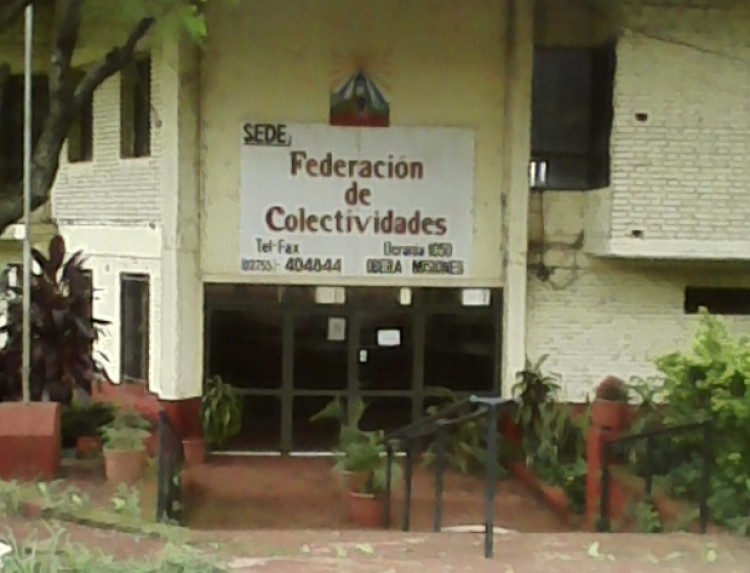 SEDE,
Federación
de
Colectividades
Tel-Fax Ucrania 1050
(03755)- 404844 OBERA MISIONES